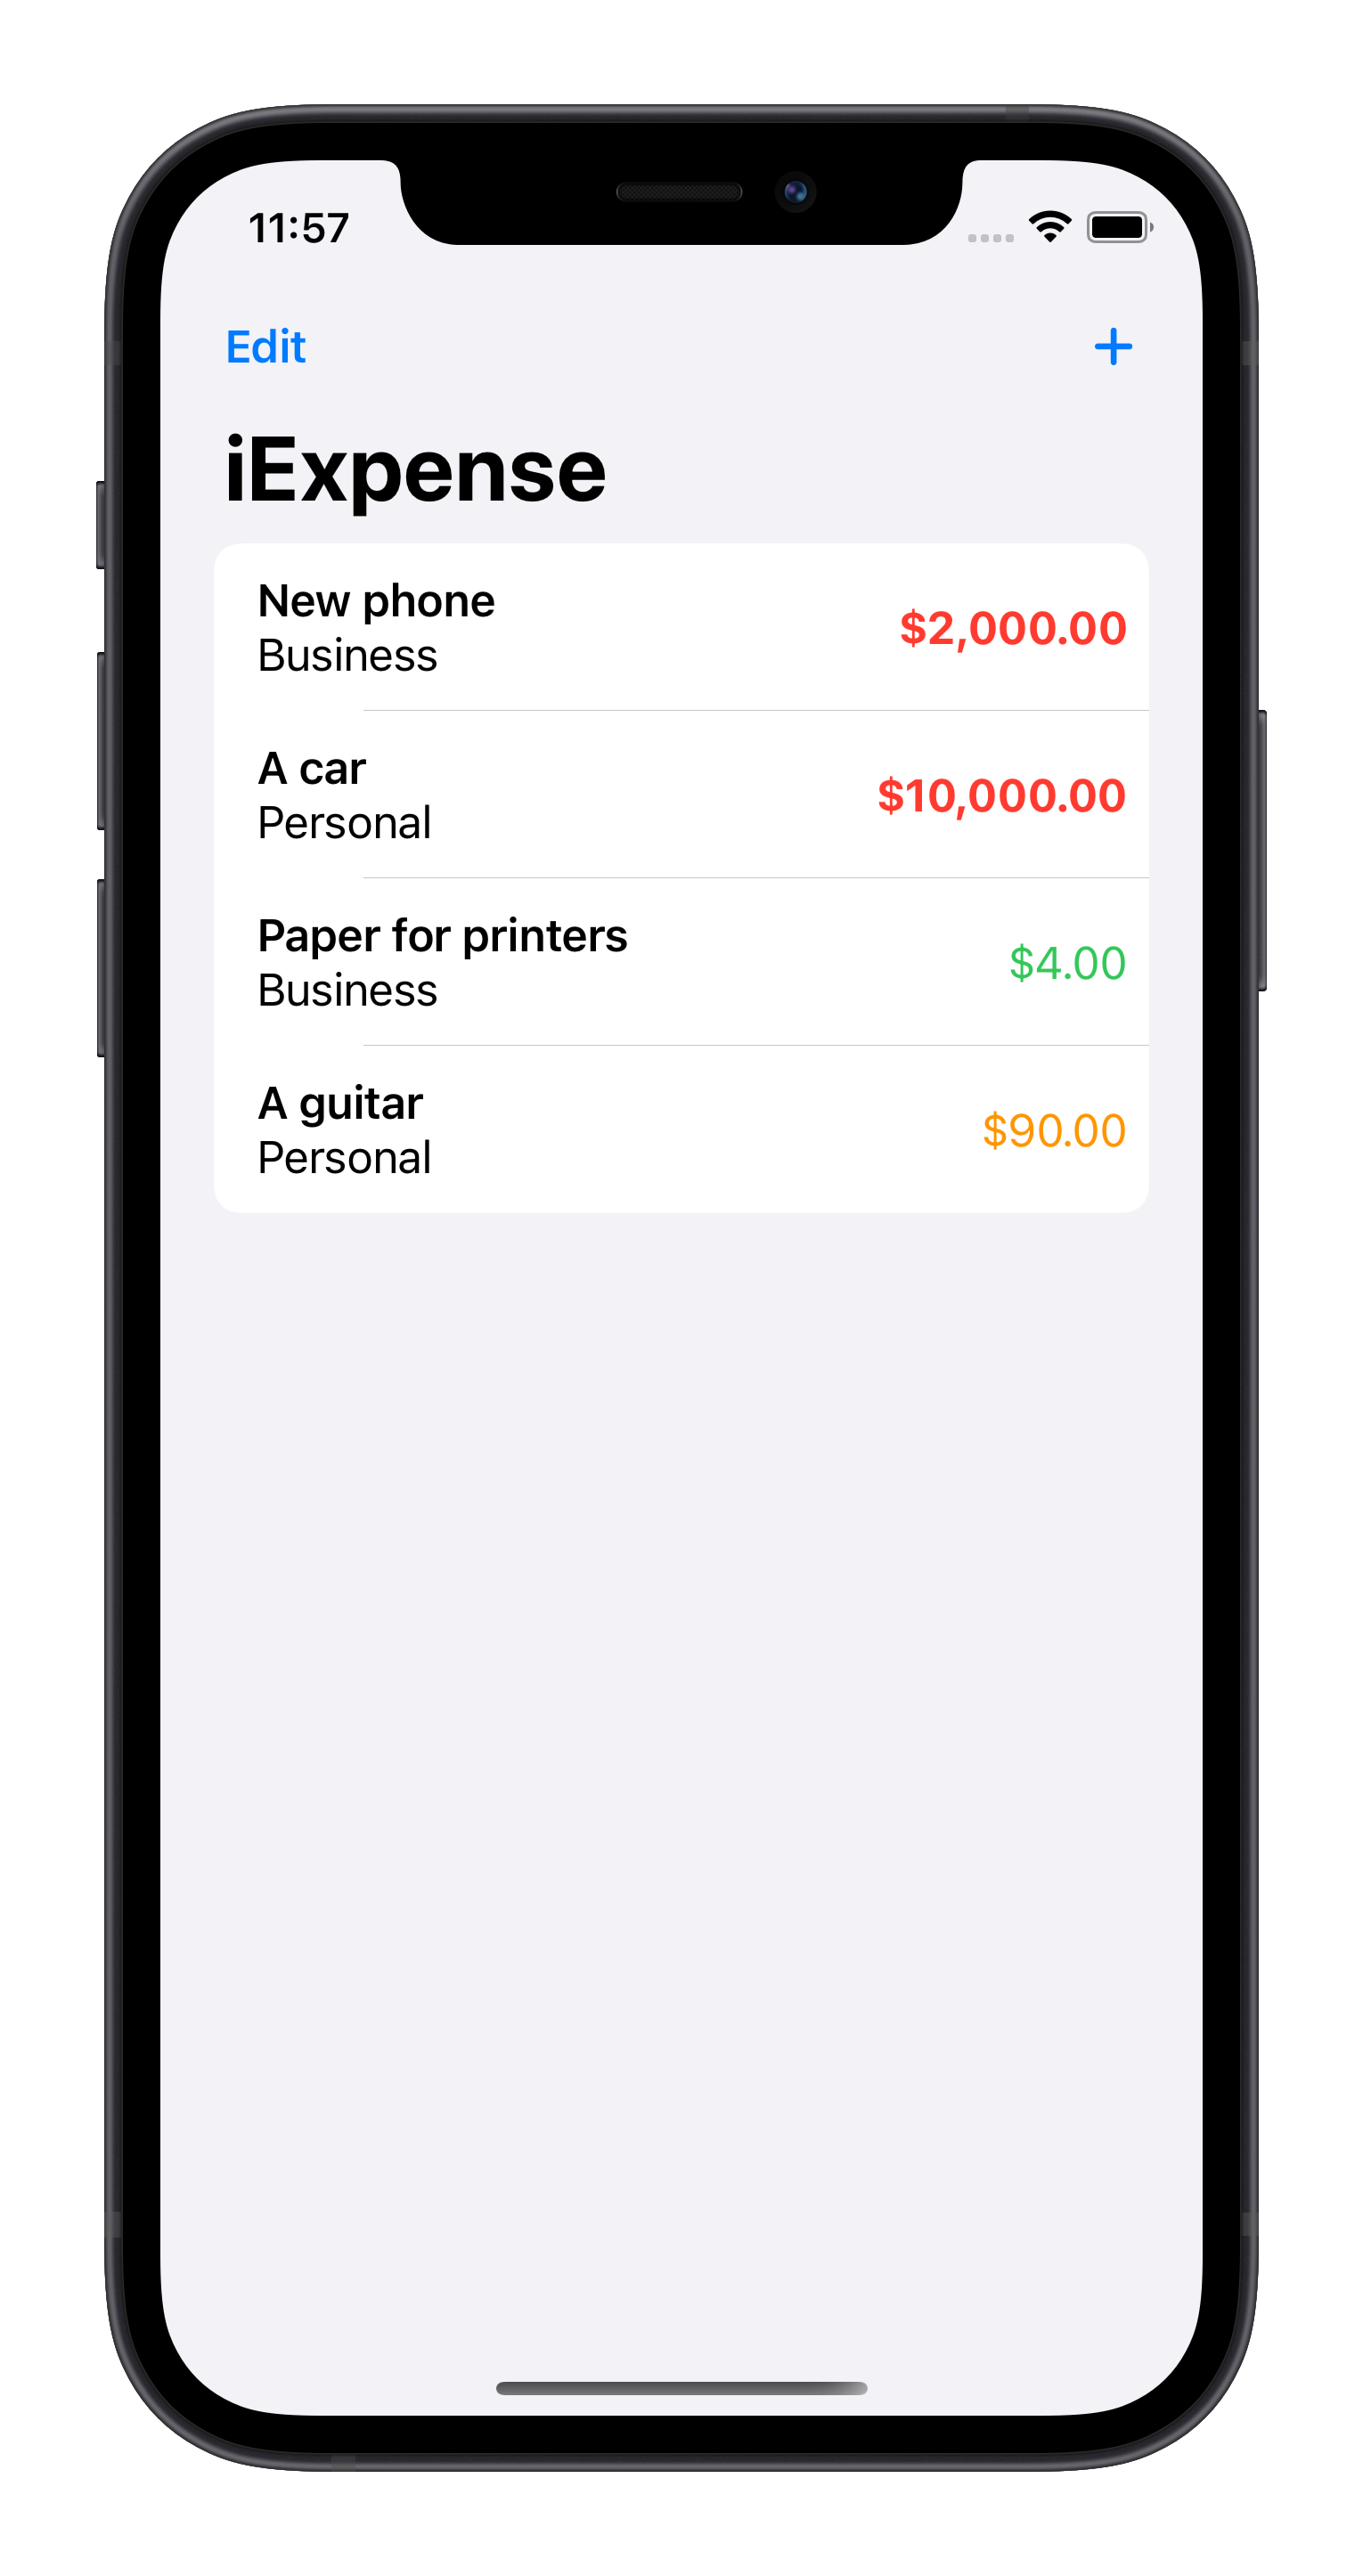 11:57
Edit
+
iExpense
New phone
Business
$2,000.00
A car
Personal
$10,000.00
Paper for printers
Business
$4.00
A guitar
Personal
$90.00